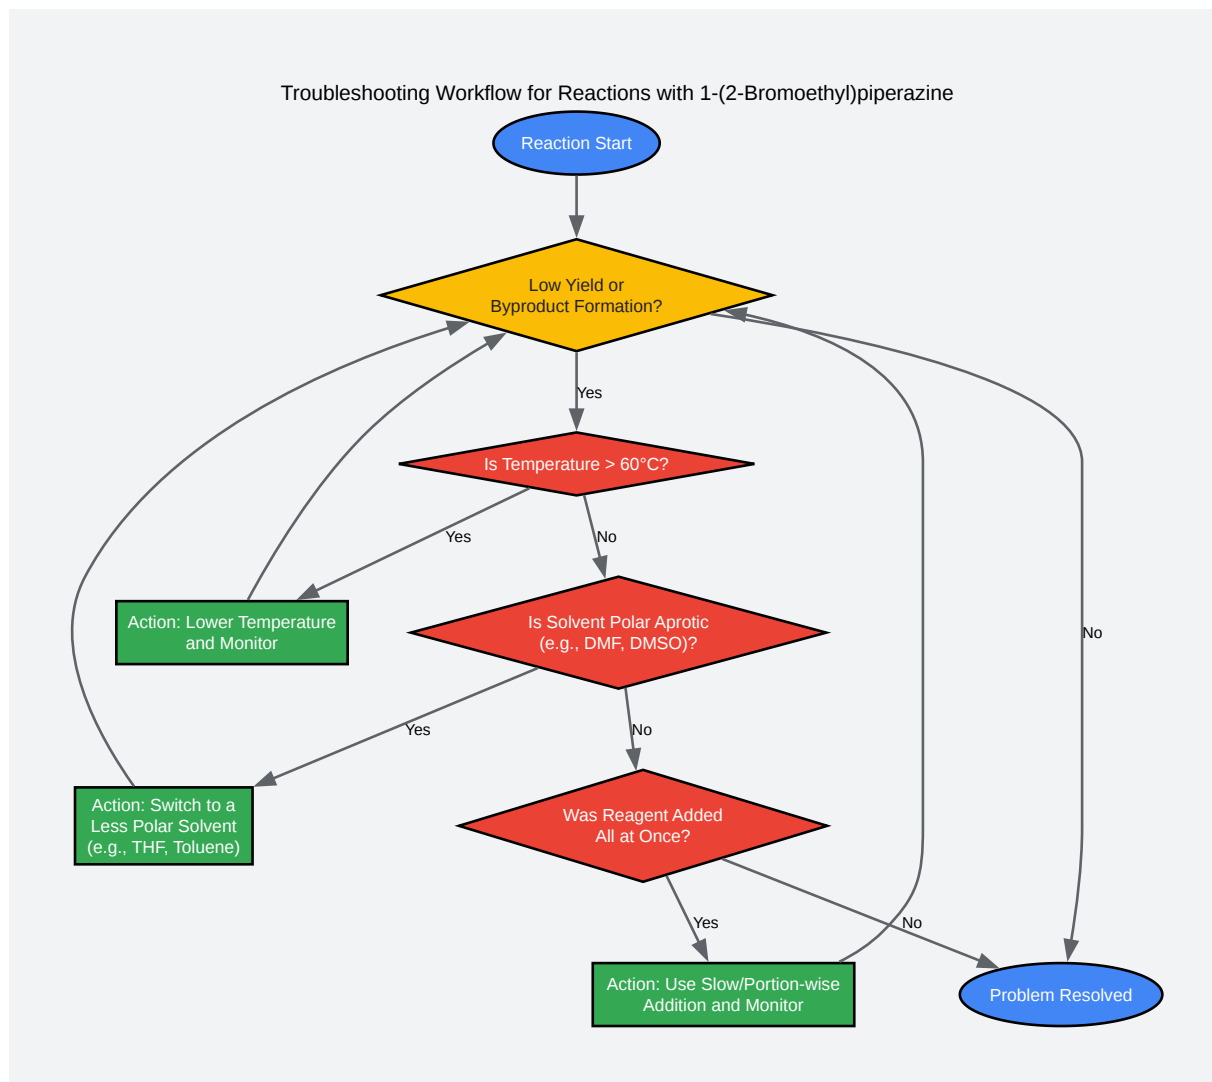 Troubleshooting Workflow for Reactions with 1-(2-Bromoethyl)piperazine
Reaction Start
Low Yield or
Byproduct Formation?
Yes
Is Temperature > 60°C?
Yes
No
Action: Lower Temperature
and Monitor
Is Solvent Polar Aprotic
(e.g., DMF, DMSO)?
No
Yes
No
Action: Switch to a
Less Polar Solvent
(e.g., THF, Toluene)
Was Reagent Added
All at Once?
Yes
No
Action: Use Slow/Portion-wise
Addition and Monitor
Problem Resolved